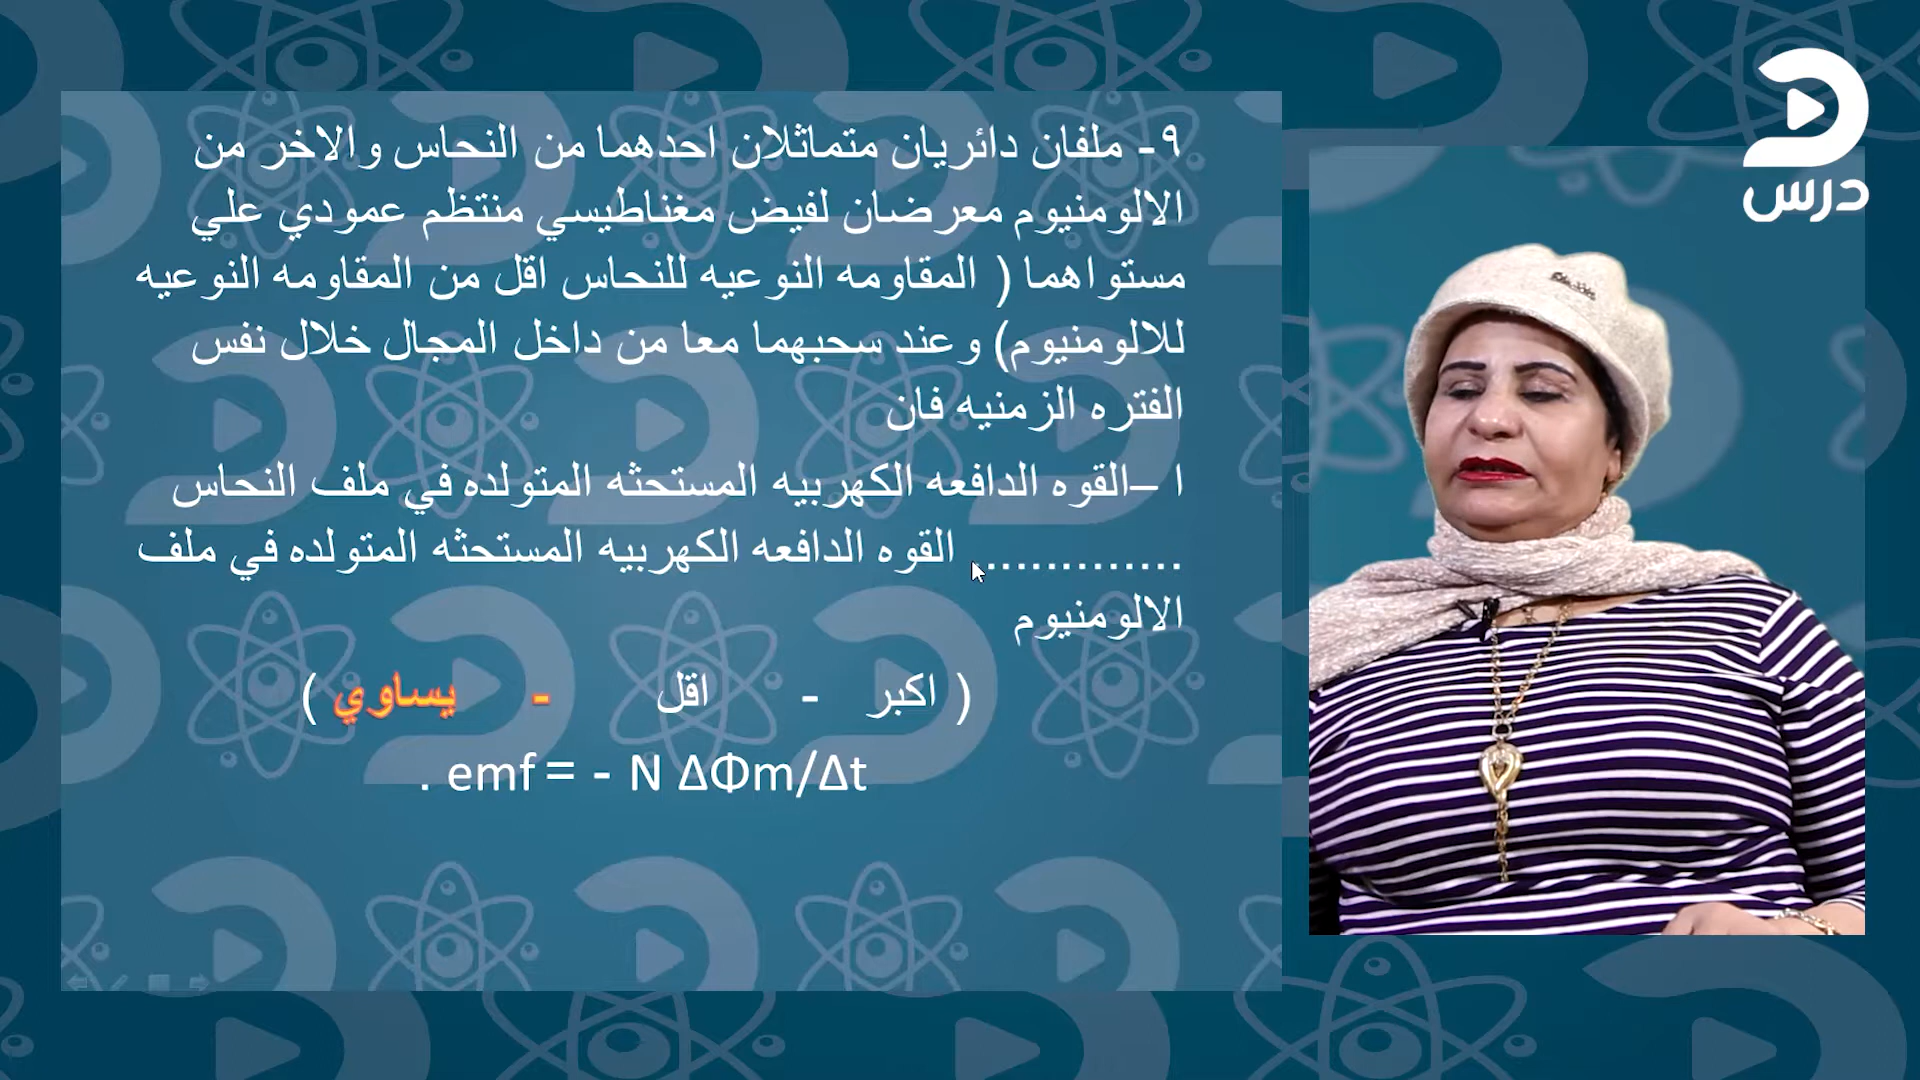 درس
٩- ملفان دائريان متماثلان احدهما من النحاس والاخر من
الالومنيوم معرضان لفيض مغناطيسي منتظم عمودي علي
مستواهما ( المقاومه النوعيه للنحاس اقل من المقاومه النوعيه
للالومنيوم) وعند سحبهما معا من داخل المجال خلال نفس
الفتره الزمنيه فان
ا –القوه الدافعه الكهربيه المستحثه المتولده في ملف النحاس
.............. القوه الدافعه الكهربيه المستحثه المتولده في ملف
الالومنيوم
( اكبر - اقل - يساوي )
. emf = - N ΔΦm/Δt